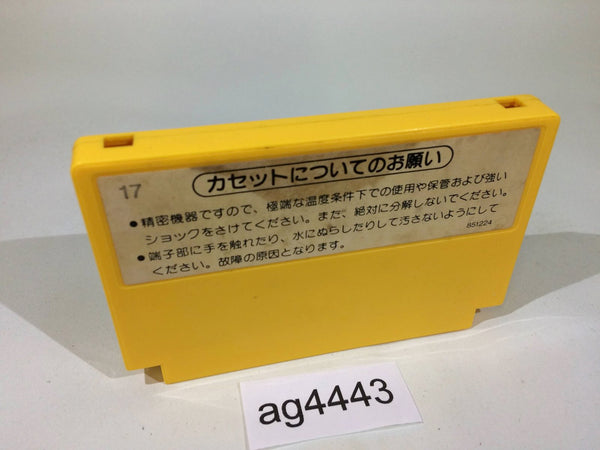 17
カセットについてのお願い
●精密機器ですので、極端な温度条件下での使用や保管および強い
ショックをさけてください。また、絶対に分解しないでください。
●端子部に手を触れたり、水にぬらしたりして汚さないようにして
ください。故障の原因となります。
851224
ag4443